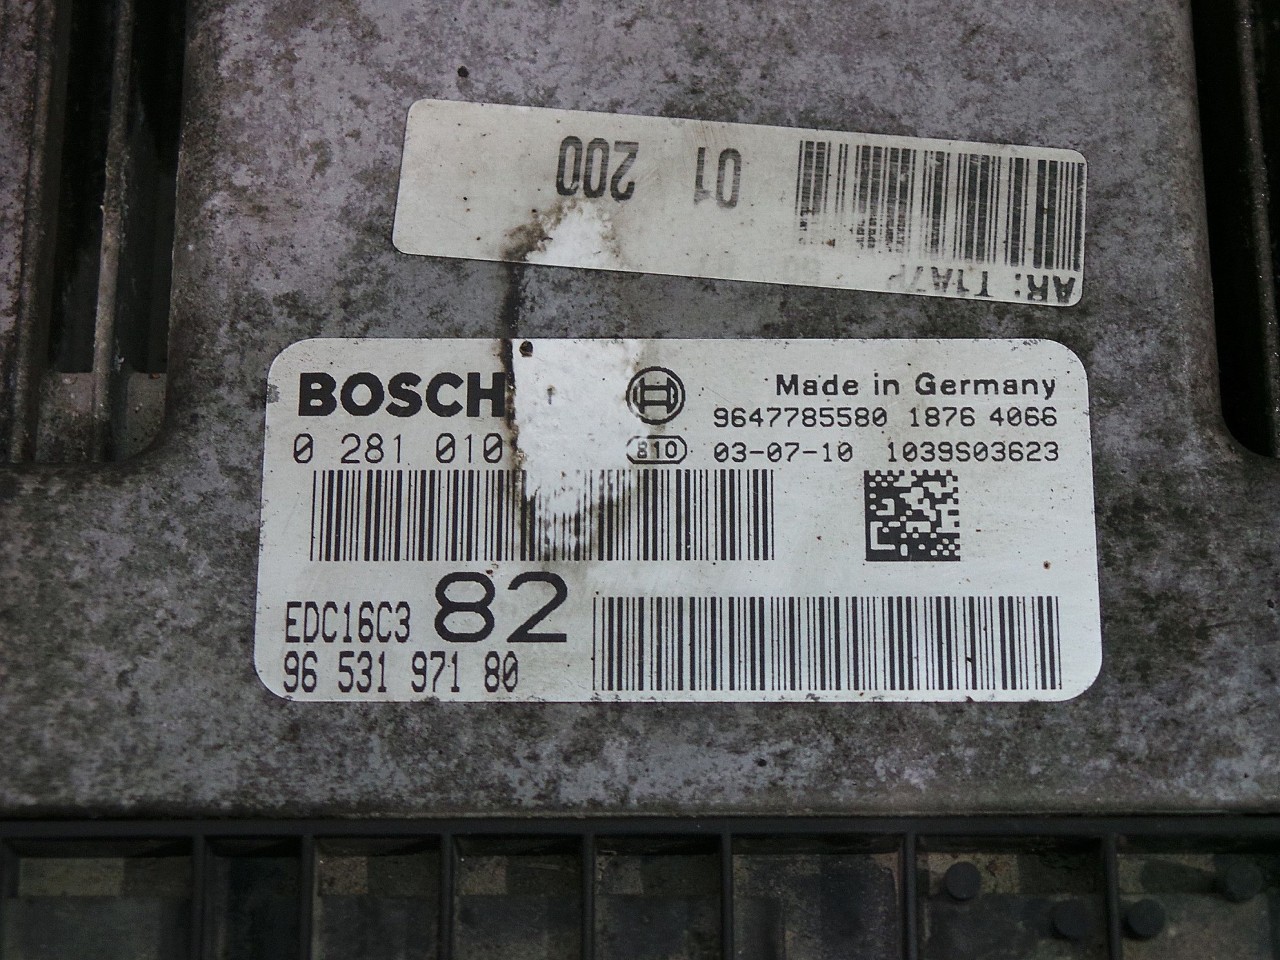 200 01
AR: T1A7P
BOSCH
Made in Germany
9647785580 1876 4066
0 281 010
810 03-07-10 1039S03623
EDC16C3 82
96 531 971 80